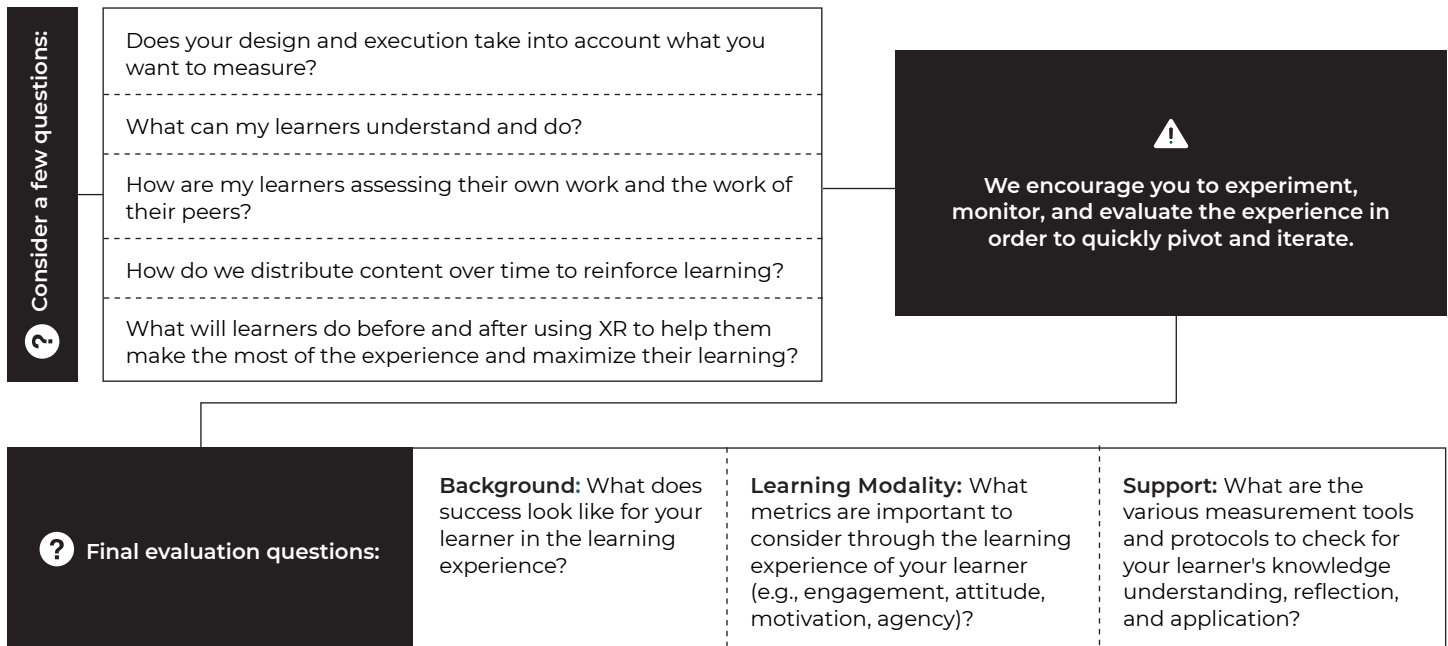 Consider a few questions:
Does your design and execution take into account what you
want to measure?
What can my learners understand and do?
How are my learners assessing their own work and the work of
their peers?
How do we distribute content over time to reinforce learning?
What will learners do before and after using XR to help them
make the most of the experience and maximize their learning?
We encourage you to experiment,
monitor, and evaluate the experience in
order to quickly pivot and iterate.
Final evaluation questions:
Background: What does
success look like for your
learner in the learning
experience?
Learning Modality: What
metrics are important to
consider through the learning
experience of your learner
(e.g., engagement, attitude,
motivation, agency)?
Support: What are the
various measurement tools
and protocols to check for
your learner's knowledge
understanding, reflection,
and application?